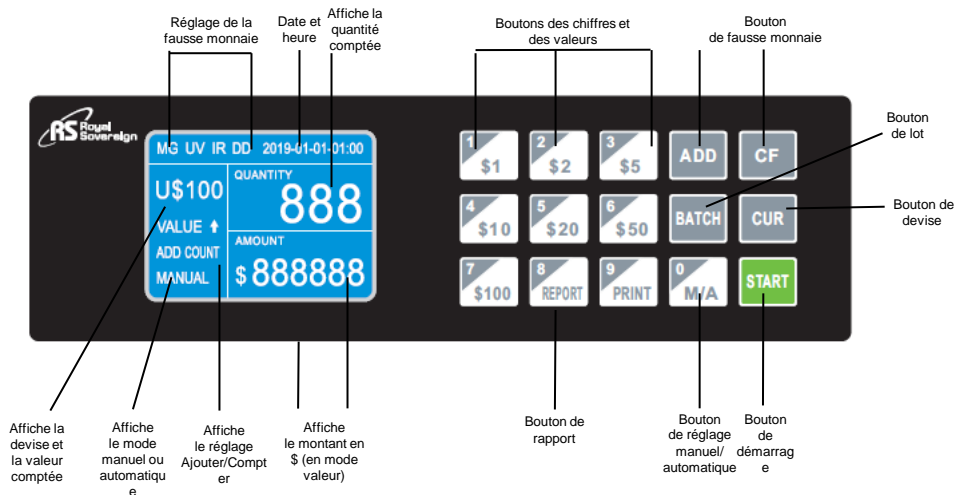 Réglage de la
fausse monnaie
Date et
heure
Affiche la
quantité
comptée
Boutons des chiffres et
des valeurs
Bouton
de fausse monnaie
Bouton
de lot
Bouton de
devise
RS Royal
Sovereign
MG UV IR DD 2019-01-01-01:00
U$100
VALUE
ADD COUNT
MANUAL
QUANTITY
888
AMOUNT
$ 888888
1 $1
2 $2
3 $5
ADD
CF
4 $10
5 $20
6 $50
BATCH
CUR
7 $100
8 REPORT
9 PRINT
0 M/A
START
Affiche la
devise et
la valeur
comptée
Affiche
le mode
manuel ou
automatiqu
e
Affiche
le réglage
Ajouter/Compt
er
Affiche
le montant en
$ (en mode
valeur)
Bouton de
rapport
Bouton
de réglage
manuel/
automatique
Bouton
de
démarrag
e